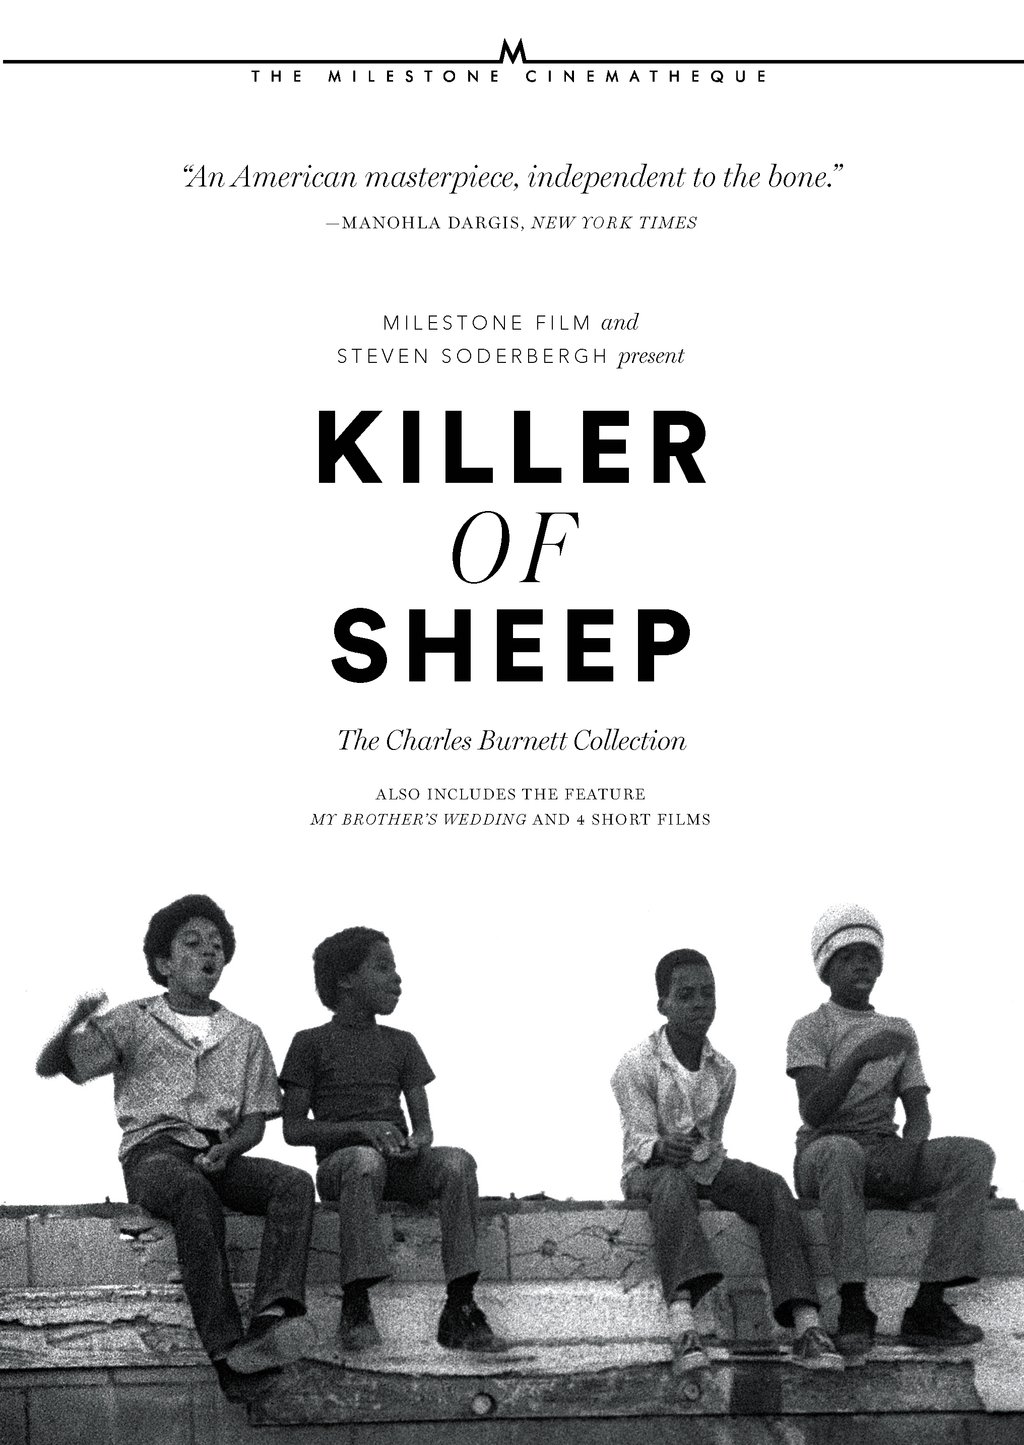 M
THE MILESTONE CINEMATHEQUE
“An American masterpiece, independent to the bone.”
—MANOHLA DARGIS, NEW YORK TIMES
MILESTONE FILM and
STEVEN SODERBERGH present
KILLER
OF
SHEEP
The Charles Burnett Collection
ALSO INCLUDES THE FEATURE
MY BROTHER’S WEDDING AND 4 SHORT FILMS